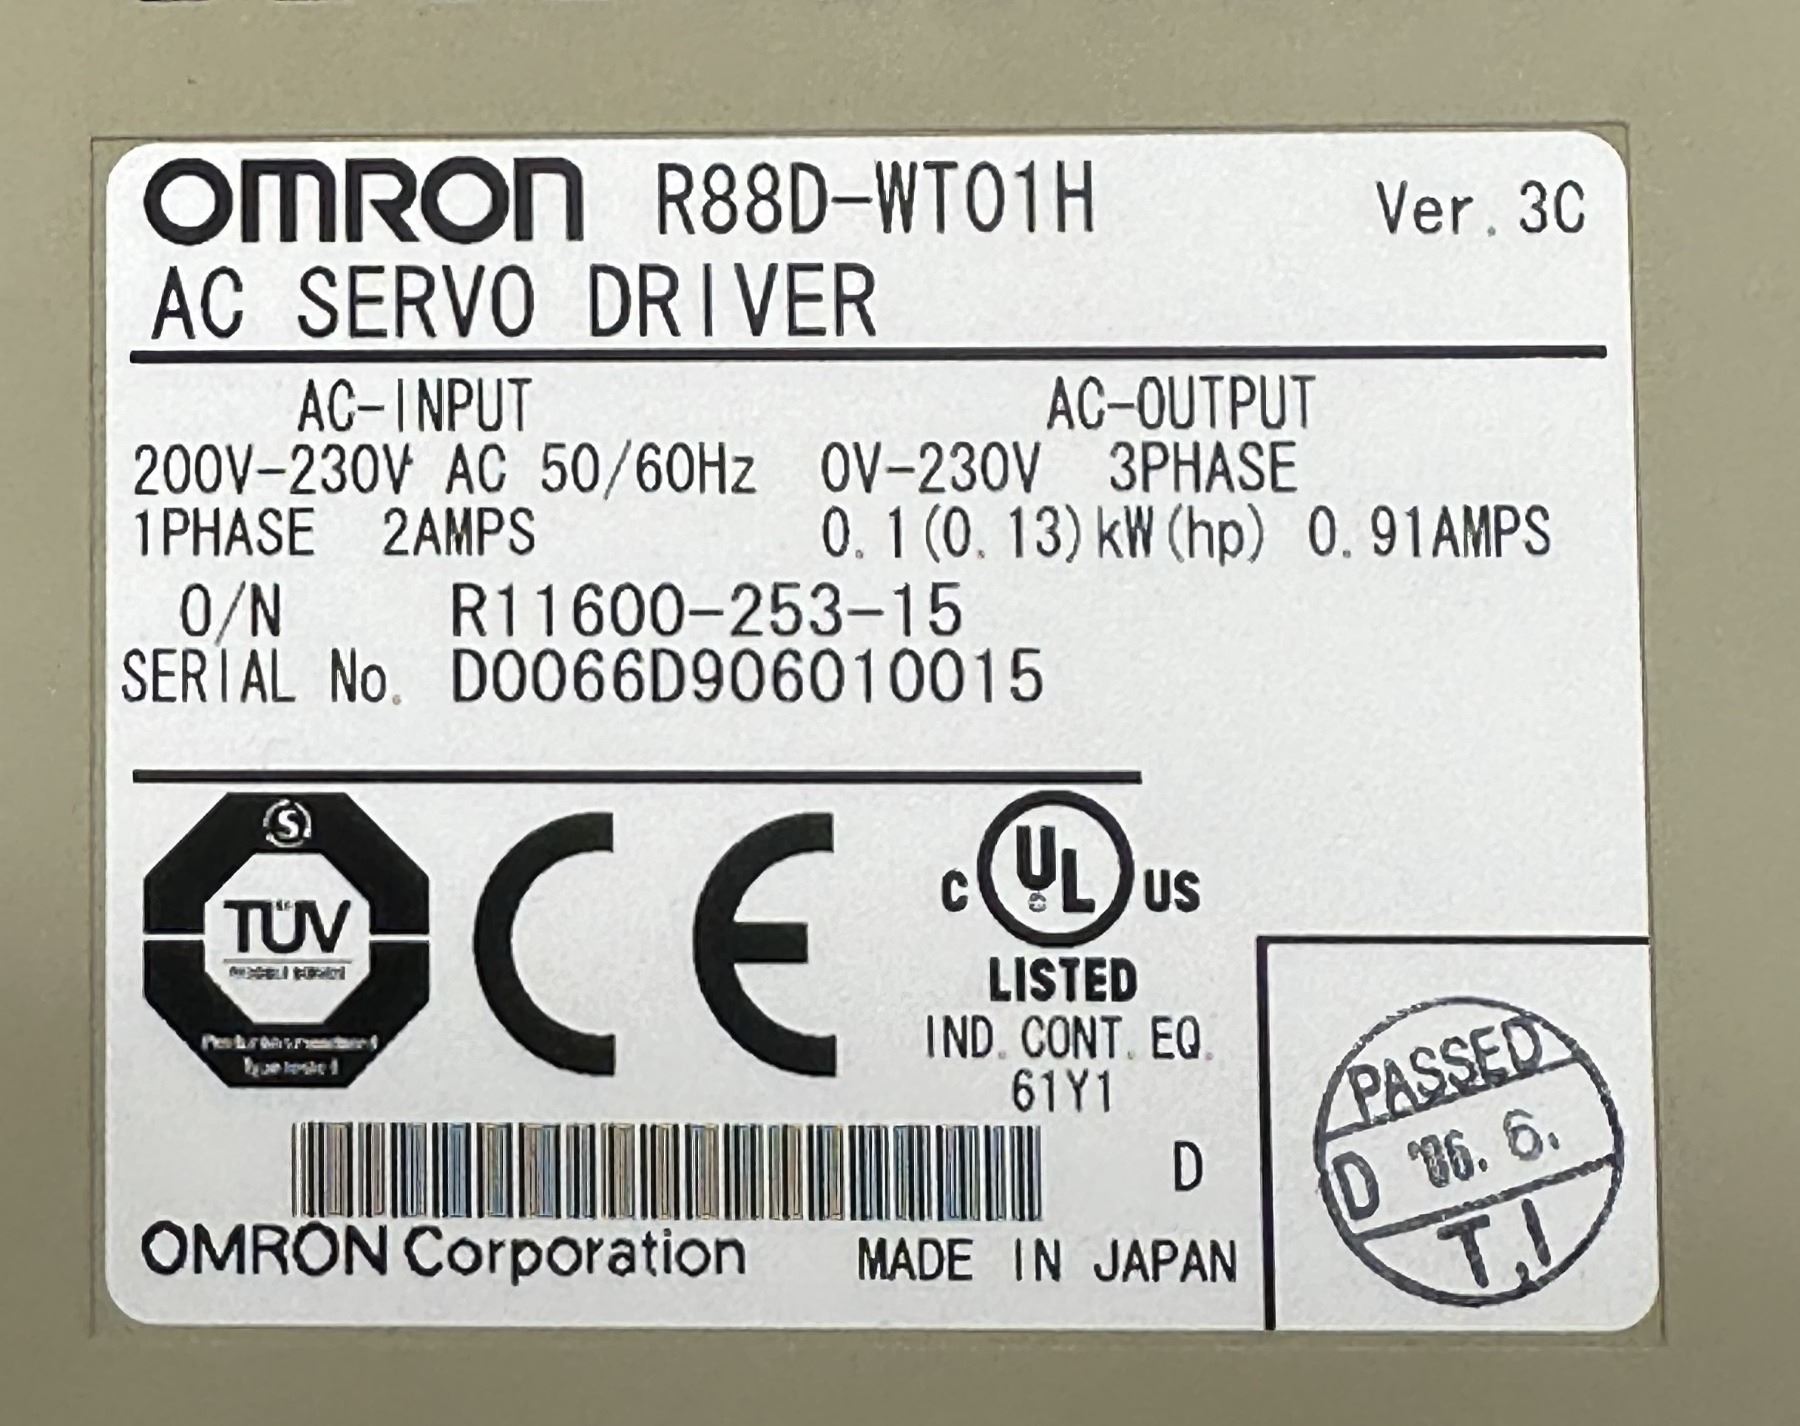 OMRON R88D-WT01H Ver. 3C
AC SERVO DRIVER
AC-INPUT AC-OUTPUT
200V-230V AC 50/60Hz 0V-230V 3PHASE
1PHASE 2AMPS 0.1(0.13)kW(hp) 0.91AMPS
O/N R11600-253-15
SERIAL No. D0066D906010015
S
TÜV
Type tested
CE
C UL US
LISTED
IND. CONT. EQ.
61Y1
D
OMRON Corporation MADE IN JAPAN
PASSED
D '06. 6.
T,I